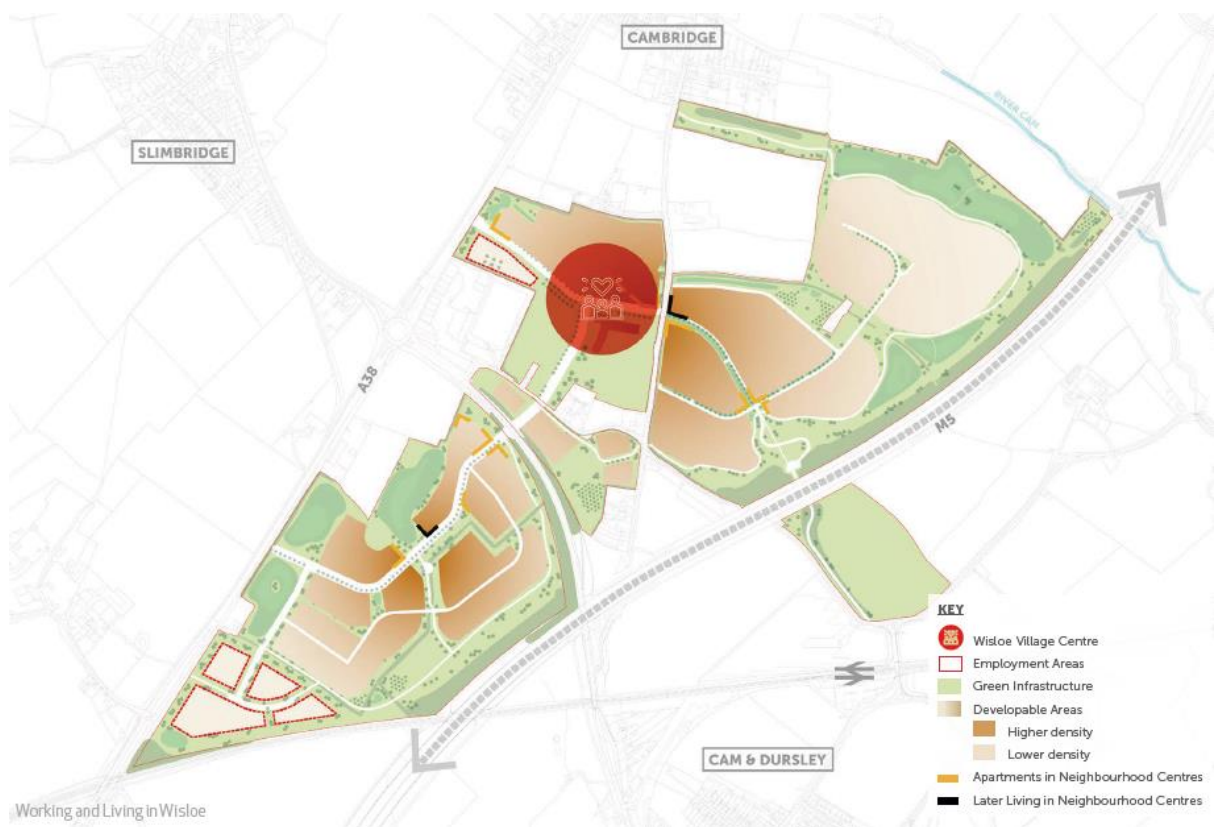 CAMBRIDGE
SLIMBRIDGE
RIVER CAM
A38
M5
KEY
Wisloe Village Centre
Employment Areas
Green Infrastructure
Developable Areas
Higher density
Lower density
Apartments in Neighbourhood Centres
Later Living in Neighbourhood Centres
CAM & DURSLEY
Working and Living in Wisloe